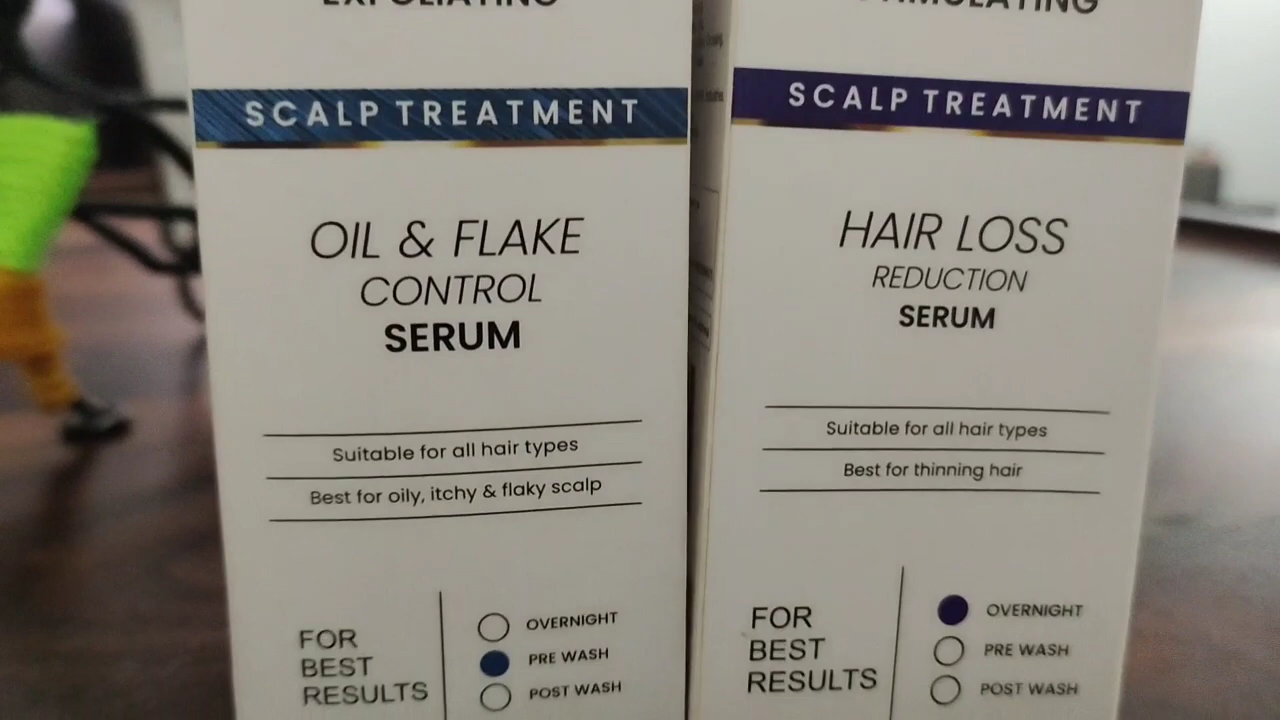 EXFOLIATING
SCALP TREATMENT
OIL & FLAKE
CONTROL
SERUM
Suitable for all hair types
Best for oily, itchy & flaky scalp
FOR
BEST
RESULTS
OVERNIGHT
PRE WASH
POST WASH
STIMULATING
SCALP TREATMENT
HAIR LOSS
REDUCTION
SERUM
Suitable for all hair types
Best for thinning hair
FOR
BEST
RESULTS
OVERNIGHT
PRE WASH
POST WASH